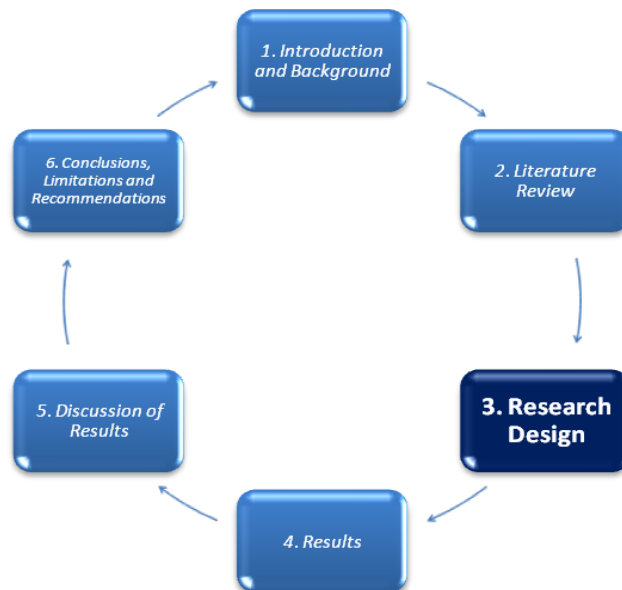 1. Introduction
and Background
2. Literature
Review
3. Research
Design
4. Results
5. Discussion of
Results
6. Conclusions,
Limitations and
Recommendations